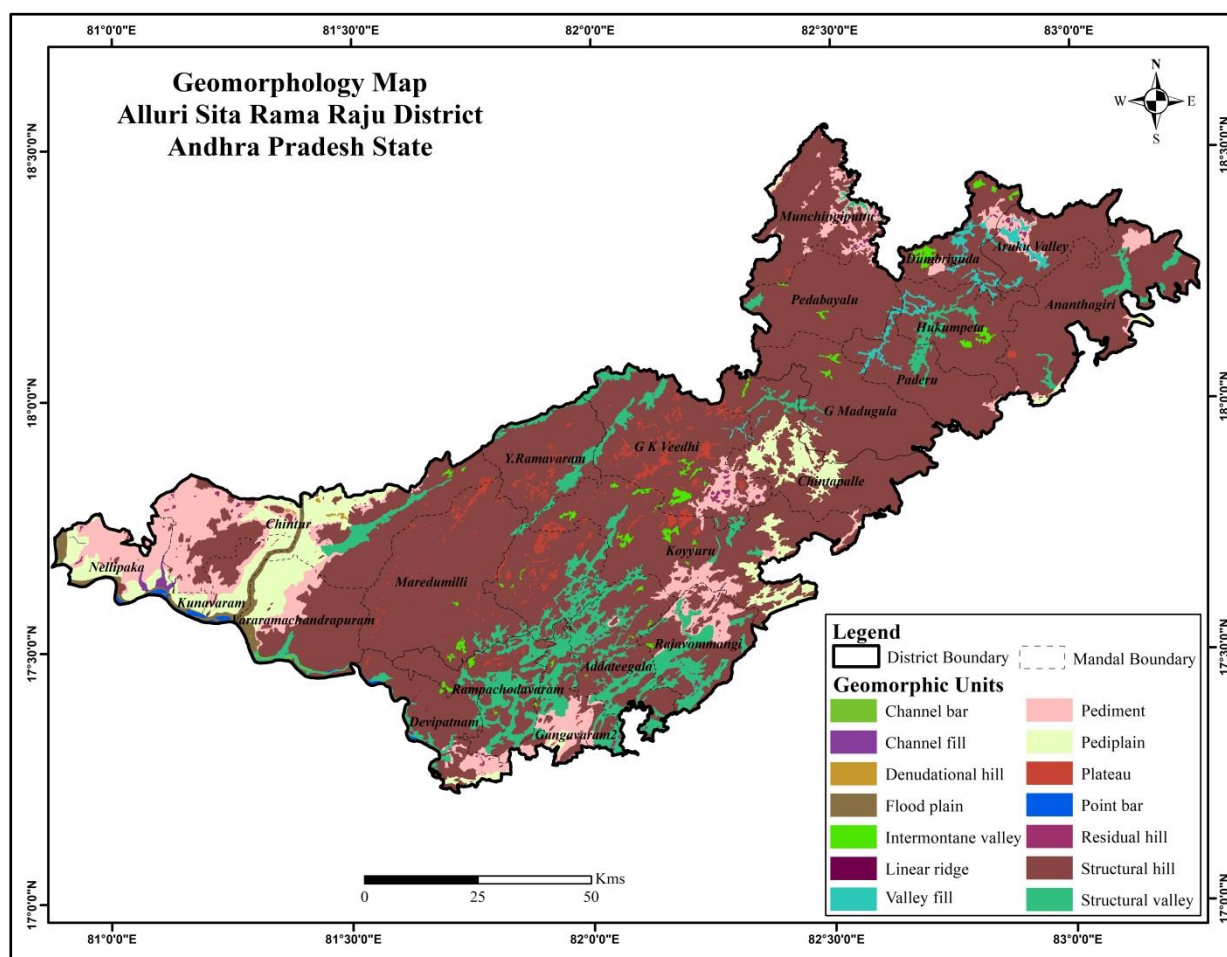 81°0'0"E 81°30'0"E 82°0'0"E 82°30'0"E 83°0'0"E
Geomorphology Map
Alluri Sita Rama Raju District
Andhra Pradesh State
N
W E
S
18°30'0"N 18°30'0"N
Munchingiputtu
Aruku Valley
Dumbriguda
Pedabayalu
Ananthagiri
Hukumpeta
Paderu
18°0'0"N 18°0'0"N
G Madugula
G K Veedhi
Y.Ramavaram
Chintapalle
Chintur
Koyyuru
Nellipaka
Maredumilli
Kunavaram
Vararamachandrapuram
Rajavommangi
17°30'0"N 17°30'0"N
Addateegala
Rampachodavaram
Devipatnam
Gangavaram2
Legend
District Boundary Mandal Boundary
Geomorphic Units
Channel bar Pediment
Channel fill Pediplain
Denudational hill Plateau
Flood plain Point bar
Intermontane valley Residual hill
Linear ridge Structural hill
Valley fill Structural valley
Kms
0 25 50
17°0'0"N 17°0'0"N
81°0'0"E 81°30'0"E 82°0'0"E 82°30'0"E 83°0'0"E